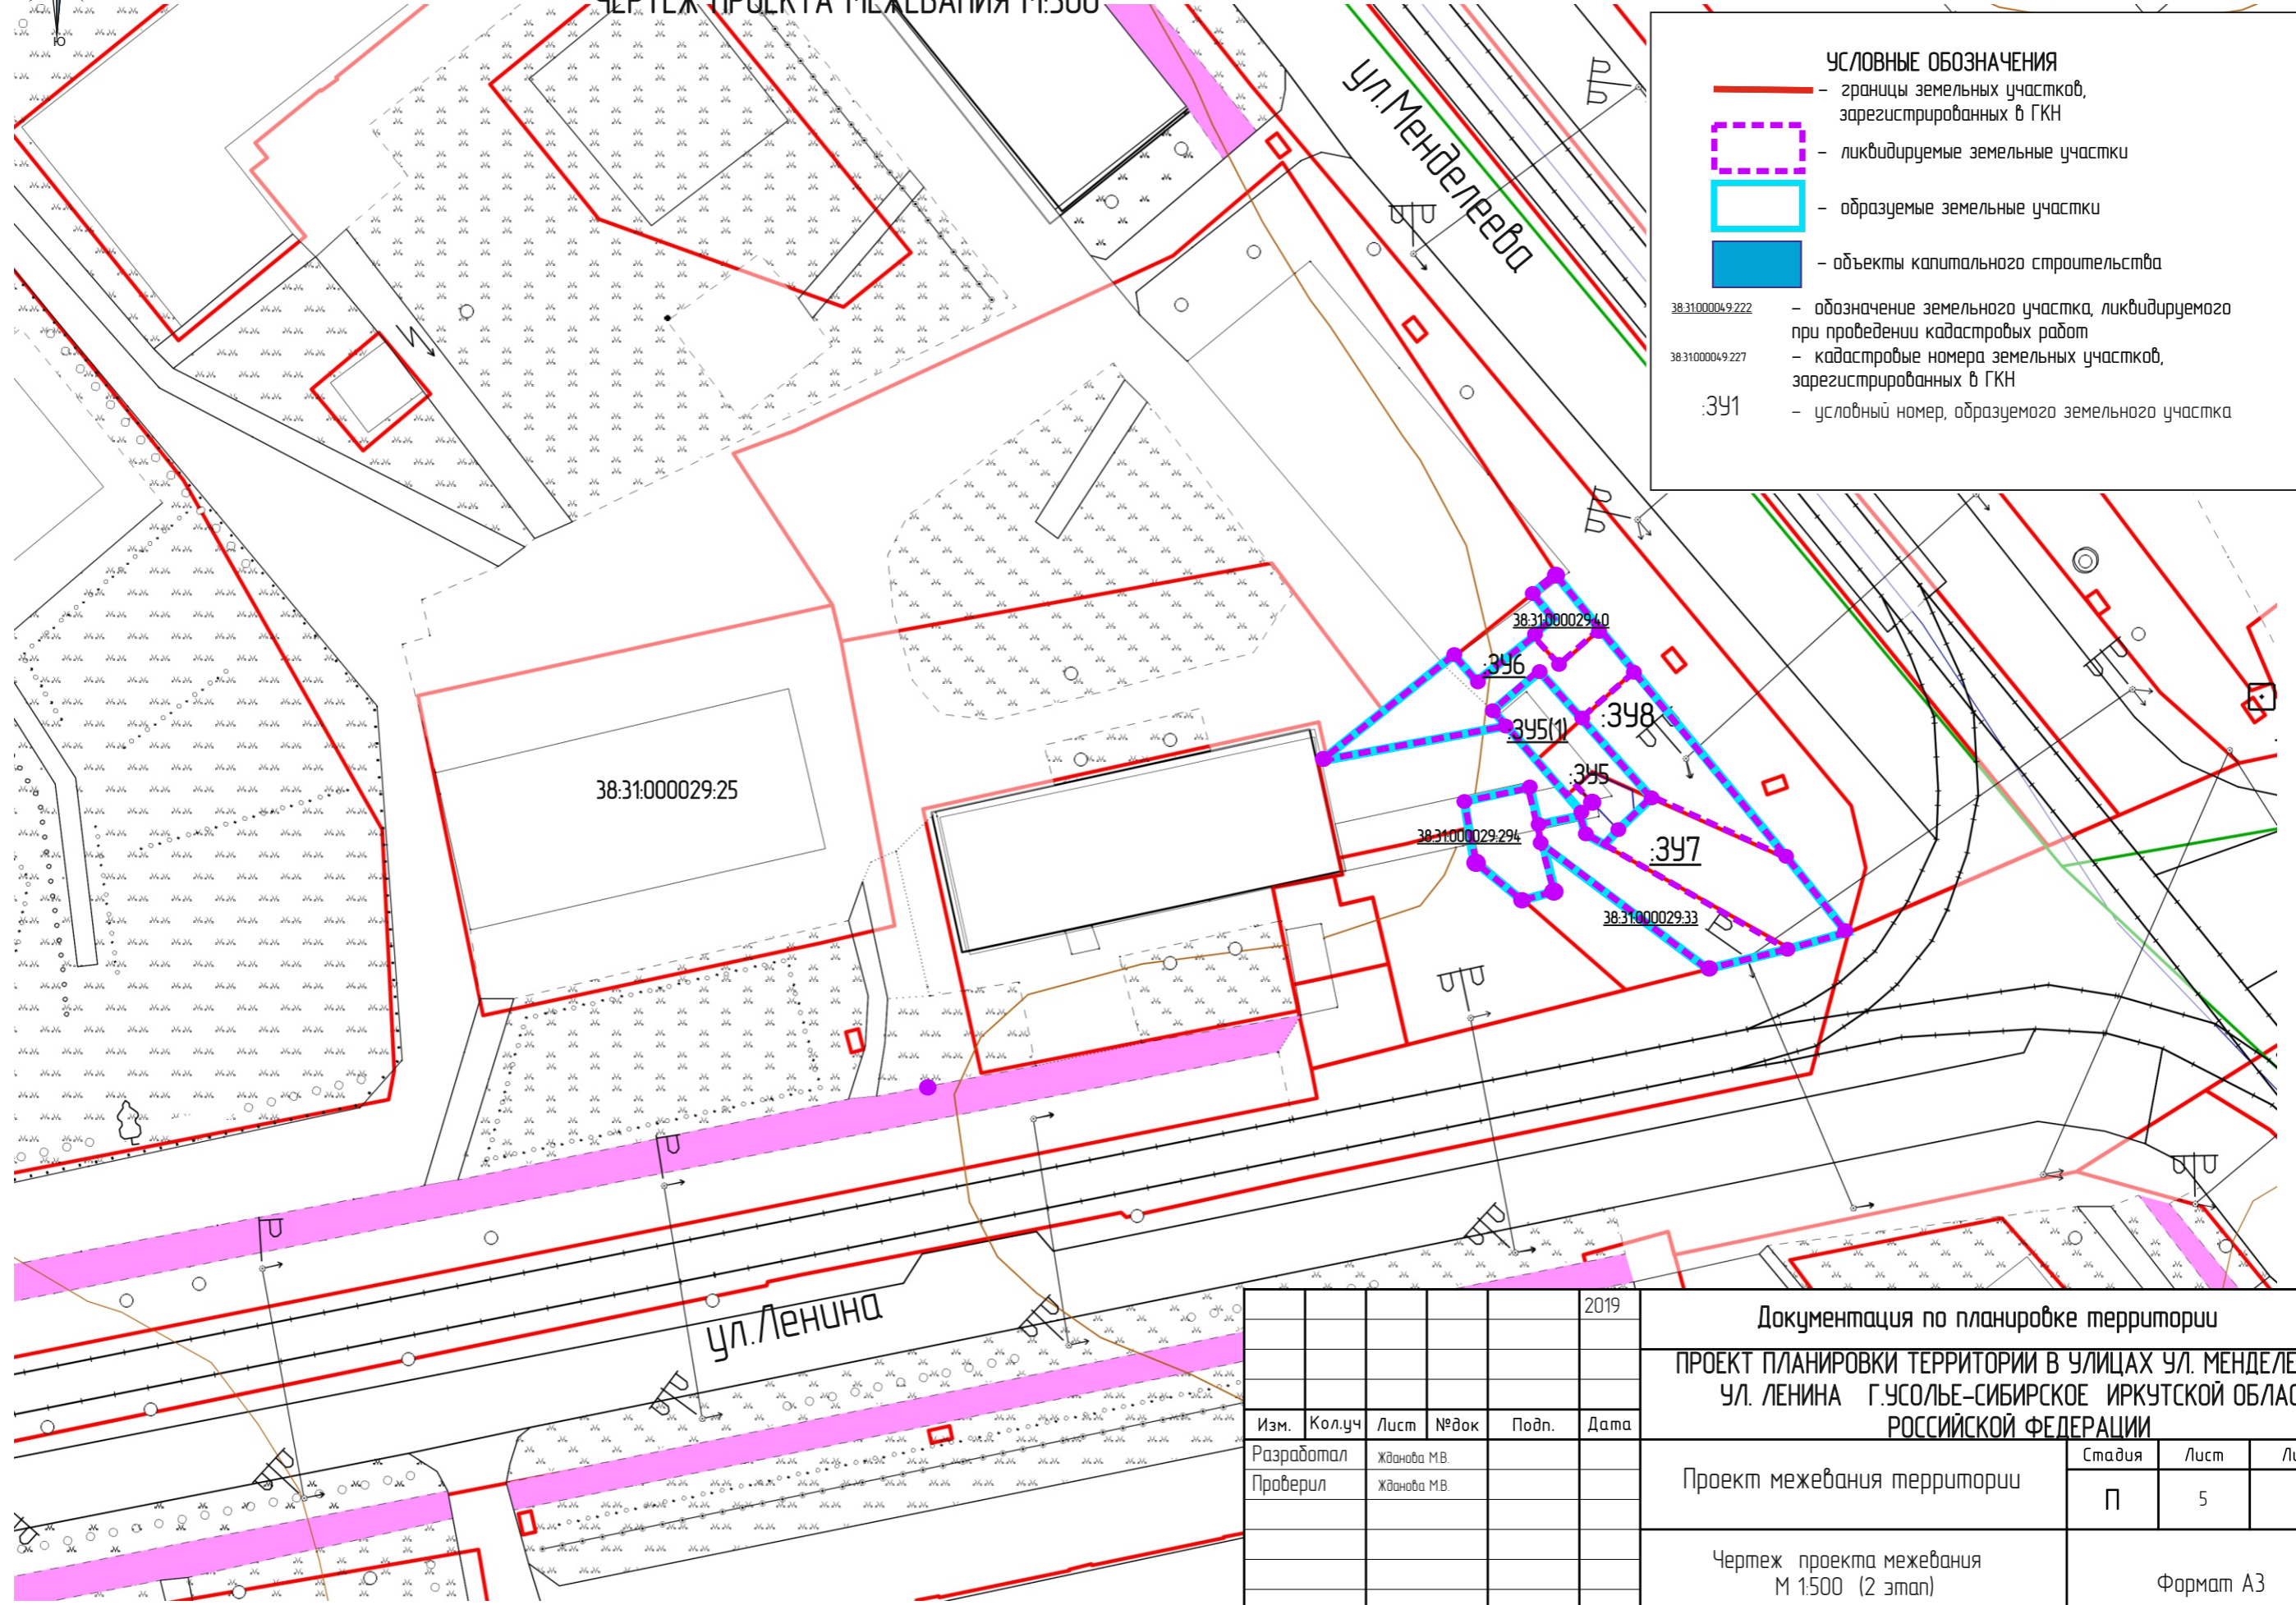 ЧЕРТЕЖ ПРОЕКТА МЕЖЕВАНИЯ М:500
Ю
УСЛОВНЫЕ ОБОЗНАЧЕНИЯ
– границы земельных участков,
зарегистрированных в ГКН
– ликвидируемые земельные участки
– образуемые земельные участки
– объекты капитального строительства
38:31:000049:222 – обозначение земельного участка, ликвидируемого
при проведении кадастровых работ
38:31:000049:227 – кадастровые номера земельных участков,
зарегистрированных в ГКН
:ЗУ1 – условный номер, образуемого земельного участка
ул.Менделеева
И
38:31:000029:40
:ЗУ6
:ЗУ8
:ЗУ5(1)
:ЗУ5
38:31:000029:25
38:31:000029:294
:ЗУ7
38:31:000029:33
ул.Ленина
2019
Изм. Кол.уч Лист №док Подп. Дата
Разработал Жданова М.В.
Проверил Жданова М.В.
Документация по планировке территории
ПРОЕКТ ПЛАНИРОВКИ ТЕРРИТОРИИ В УЛИЦАХ УЛ. МЕНДЕЛЕ
УЛ. ЛЕНИНА Г.УСОЛЬЕ-СИБИРСКОЕ ИРКУТСКОЙ ОБЛАС
РОССИЙСКОЙ ФЕДЕРАЦИИ
Проект межевания территории
Стадия Лист Ли
П 5
Чертеж проекта межевания
М 1:500 (2 этап)
Формат А3